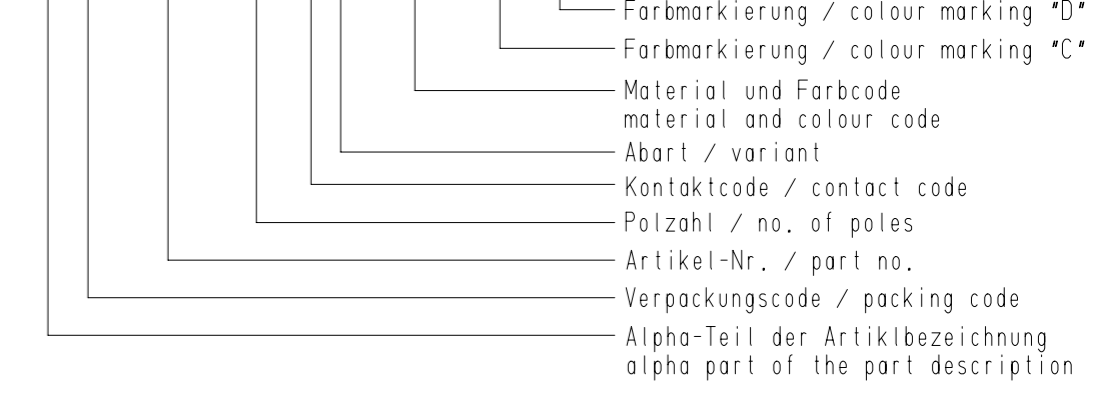 Farbmarkierung / colour marking "D"
Farbmarkierung / colour marking "C"
Material und Farbcode
material and colour code
Abart / variant
Kontaktcode / contact code
Polzahl / no. of poles
Artikel-Nr. / part no.
Verpackungscode / packing code
Alpha-Teil der Artiklbezeichnung
alpha part of the part description